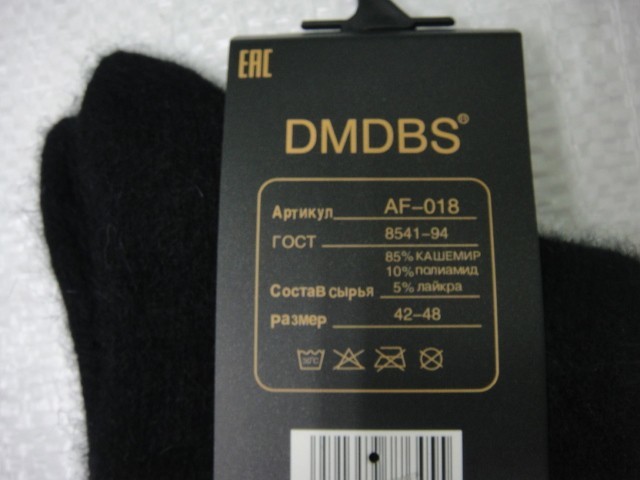 EAC
DMDBS®
Артикул AF-018
ГОСТ 8541-94
85% КАШЕМИР
10% полиамид
Состав сырья 5% лайкра
размер 42-48
30°C